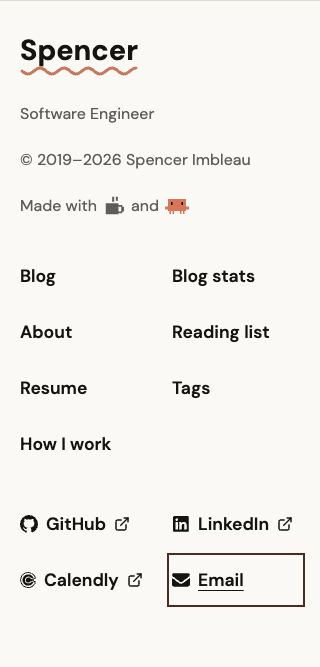 Spencer
Software Engineer
© 2019–2026 Spencer Imbleau
Made with and
Blog
Blog stats
About
Reading list
Resume
Tags
How I work
GitHub
LinkedIn
Calendly
Email